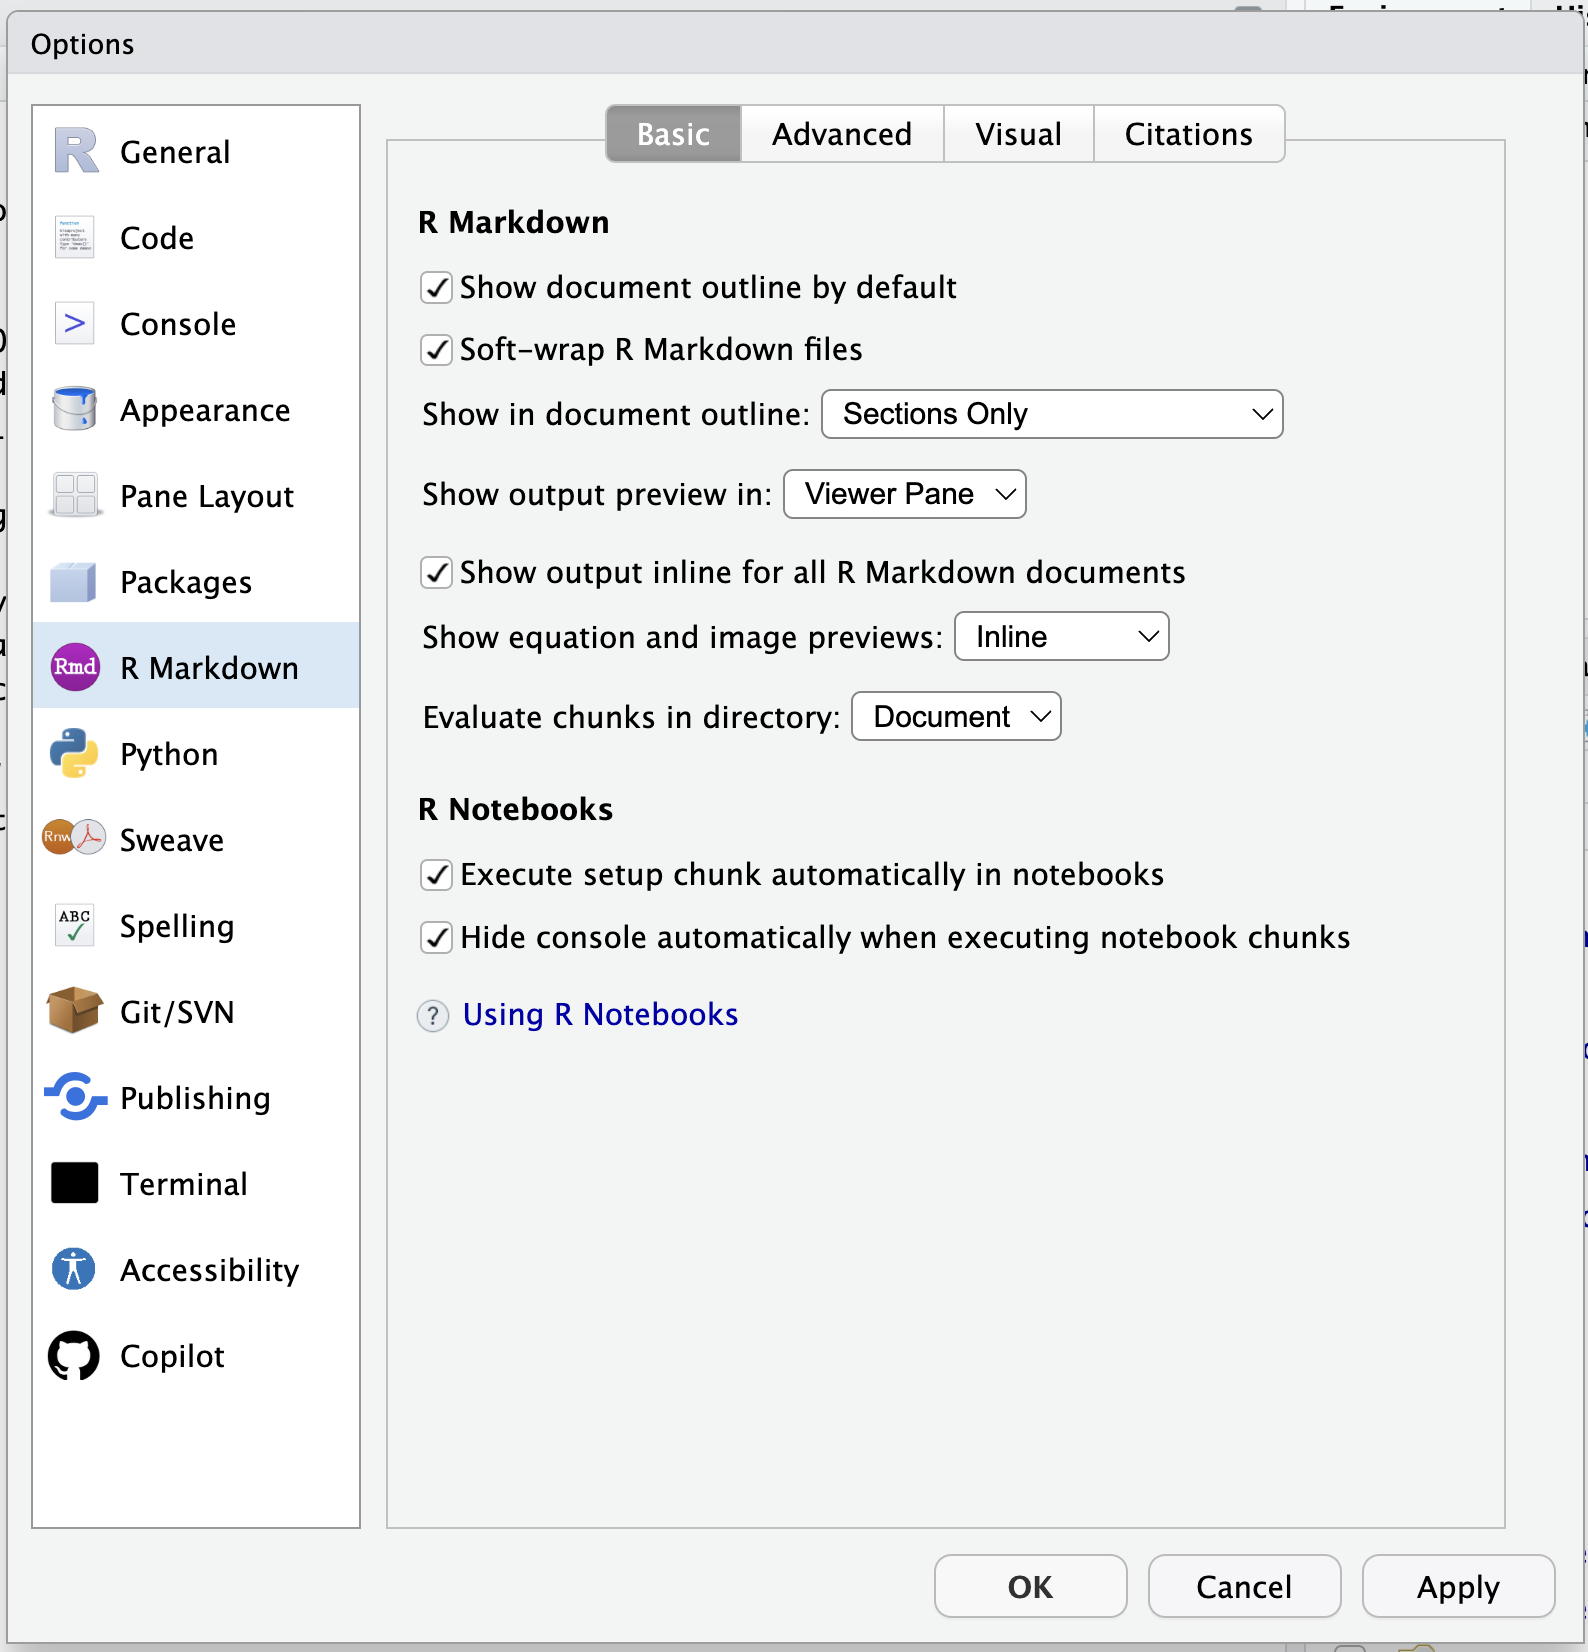 Options
General
Code
Console
Appearance
Pane Layout
Packages
Rmd R Markdown
Python
Rnw Sweave
ABC Spelling
Git/SVN
Publishing
Terminal
Accessibility
Copilot
Basic Advanced Visual Citations
R Markdown
Show document outline by default
Soft-wrap R Markdown files
Show in document outline: Sections Only
Show output preview in: Viewer Pane
Show output inline for all R Markdown documents
Show equation and image previews: Inline
Evaluate chunks in directory: Document
R Notebooks
Execute setup chunk automatically in notebooks
Hide console automatically when executing notebook chunks
? Using R Notebooks
OK Cancel Apply